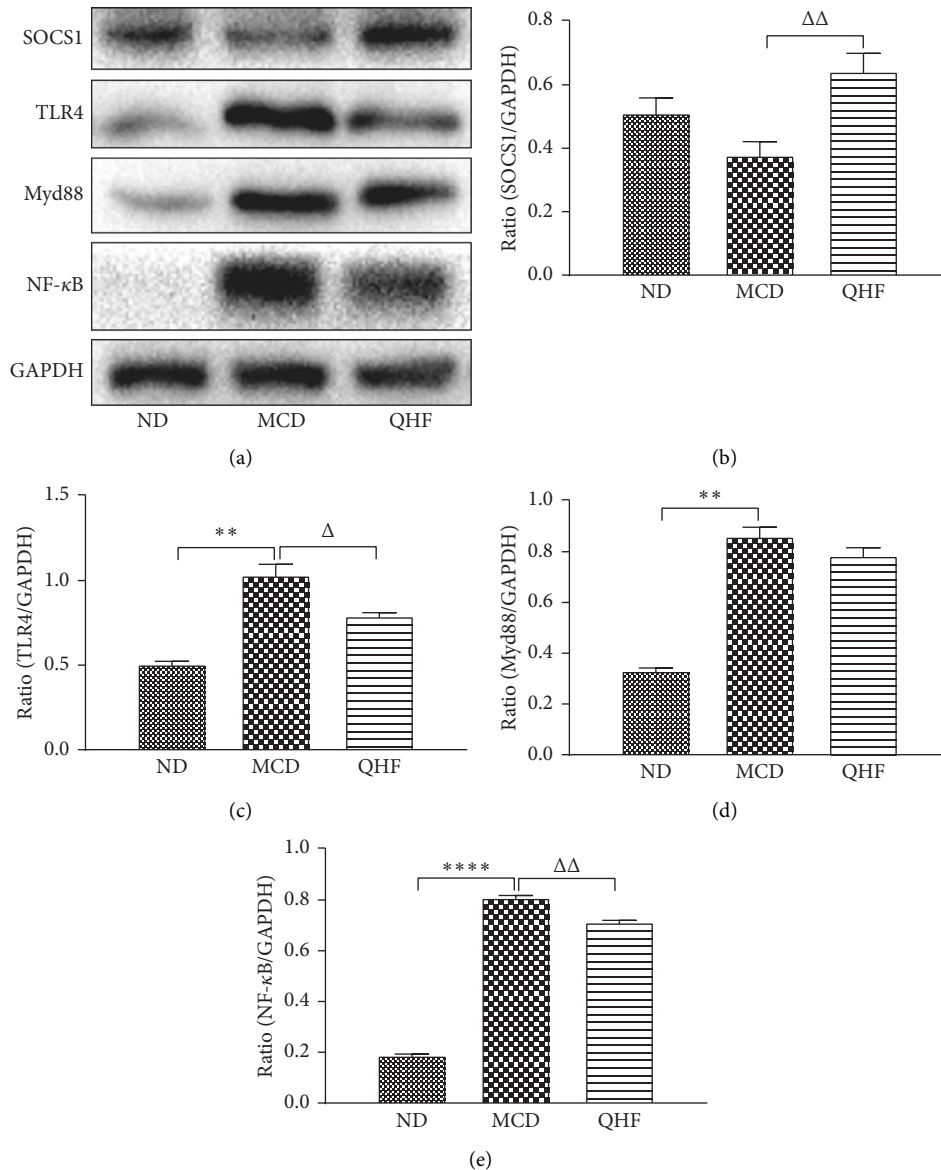 SOCS1
TLR4
Myd88
NF-κB
GAPDH
ND MCD QHF
(a)
Ratio (SOCS1/GAPDH)
0.8
0.6
0.4
0.2
0.0
ΔΔ
ND MCD QHF
(b)
Ratio (TLR4/GAPDH)
1.5
1.0
0.5
0.0
** Δ
ND MCD QHF
(c)
Ratio (Myd88/GAPDH)
1.0
0.8
0.6
0.4
0.2
0.0
**
ND MCD QHF
(d)
Ratio (NF-κB/GAPDH)
1.0
0.8
0.6
0.4
0.2
0.0
**** ΔΔ
ND MCD QHF
(e)